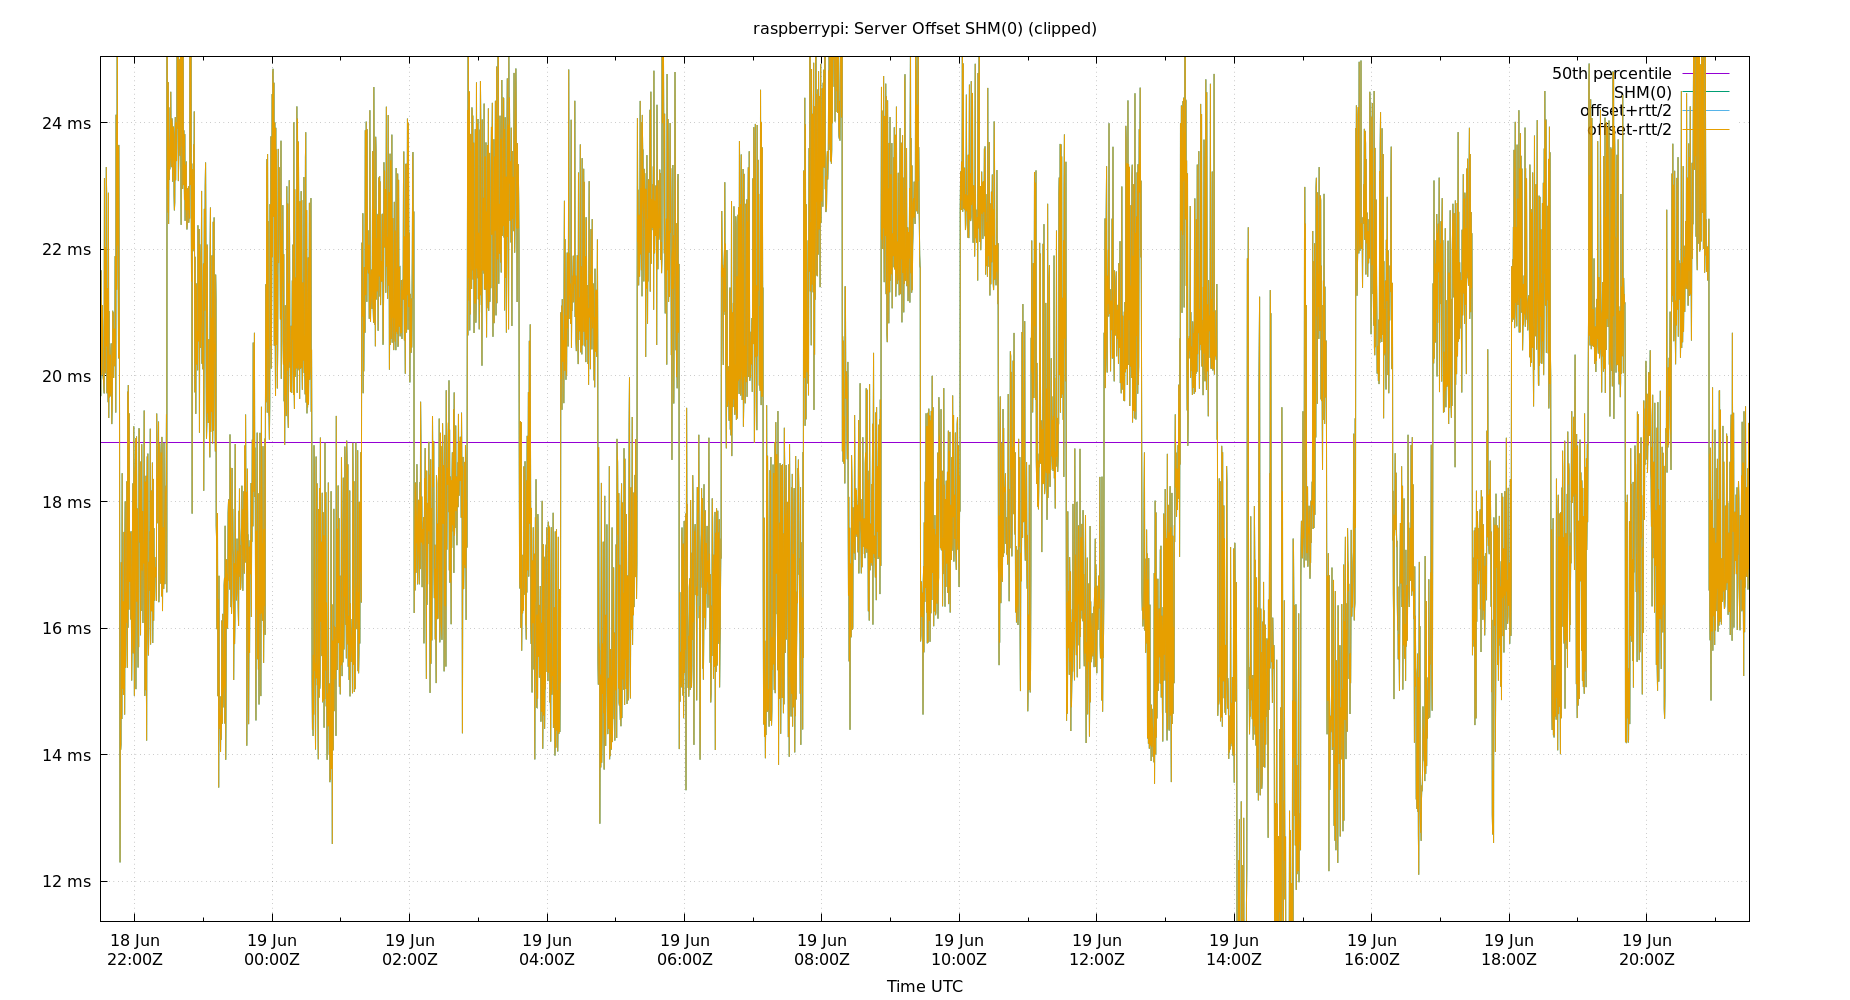 raspberrypi: Server Offset SHM(0) (clipped)
50th percentile
SHM(0)
offset+rtt/2
offset-rtt/2
24 ms
22 ms
20 ms
18 ms
16 ms
14 ms
12 ms
18 Jun 19 Jun 19 Jun 19 Jun 19 Jun 19 Jun 19 Jun 19 Jun 19 Jun 19 Jun 19 Jun 19 Jun
22:00Z 00:00Z 02:00Z 04:00Z 06:00Z 08:00Z 10:00Z 12:00Z 14:00Z 16:00Z 18:00Z 20:00Z
Time UTC